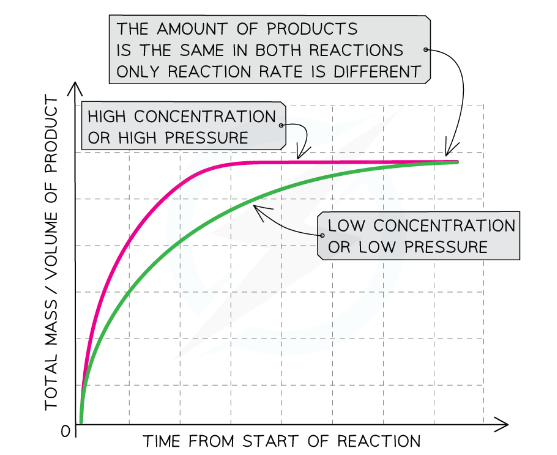 THE AMOUNT OF PRODUCTS
IS THE SAME IN BOTH REACTIONS
ONLY REACTION RATE IS DIFFERENT
HIGH CONCENTRATION
OR HIGH PRESSURE
LOW CONCENTRATION
OR LOW PRESSURE
TOTAL MASS / VOLUME OF PRODUCT
0
TIME FROM START OF REACTION